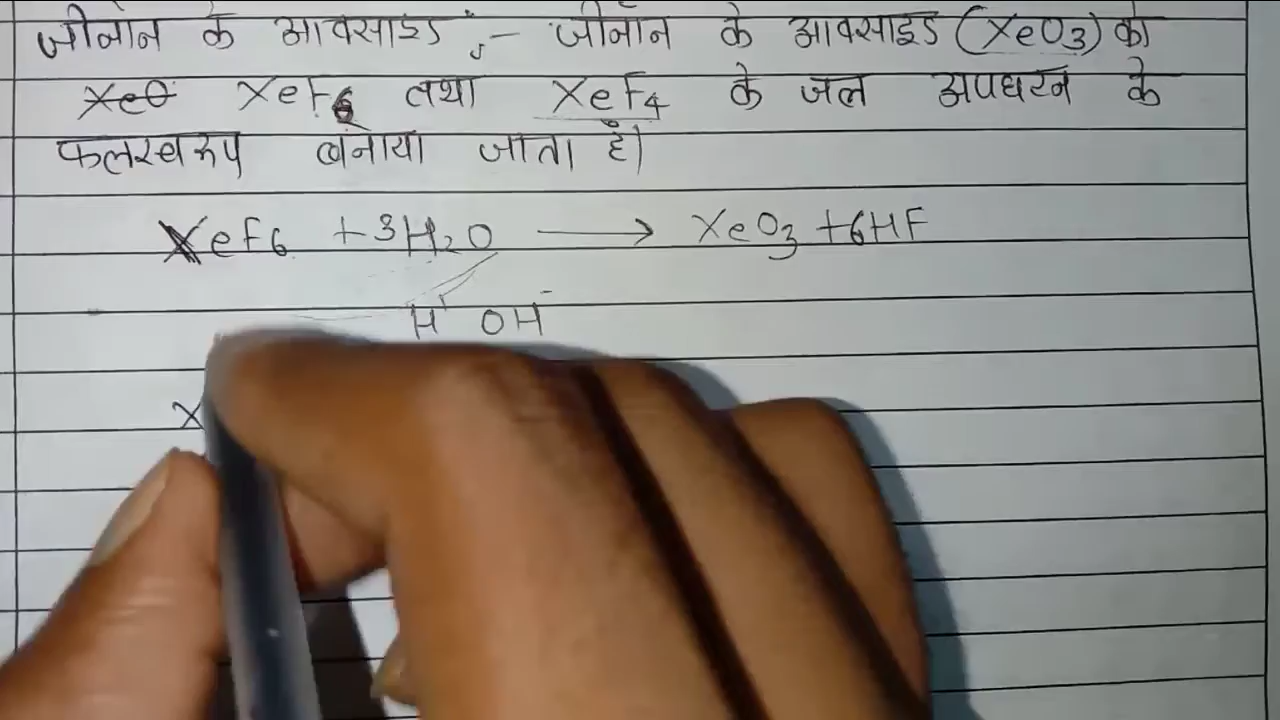 जीनॉन के आक्साइड :- जीनॉन के आक्साइड (XeO3) को
XeO XeF6 तथा XeF4 के जल अपघटन के
फलस्वरूप बनाया जाता है।
XeF6 + 3H2O ⟶ XeO3 + 6HF
H+ OH-
X